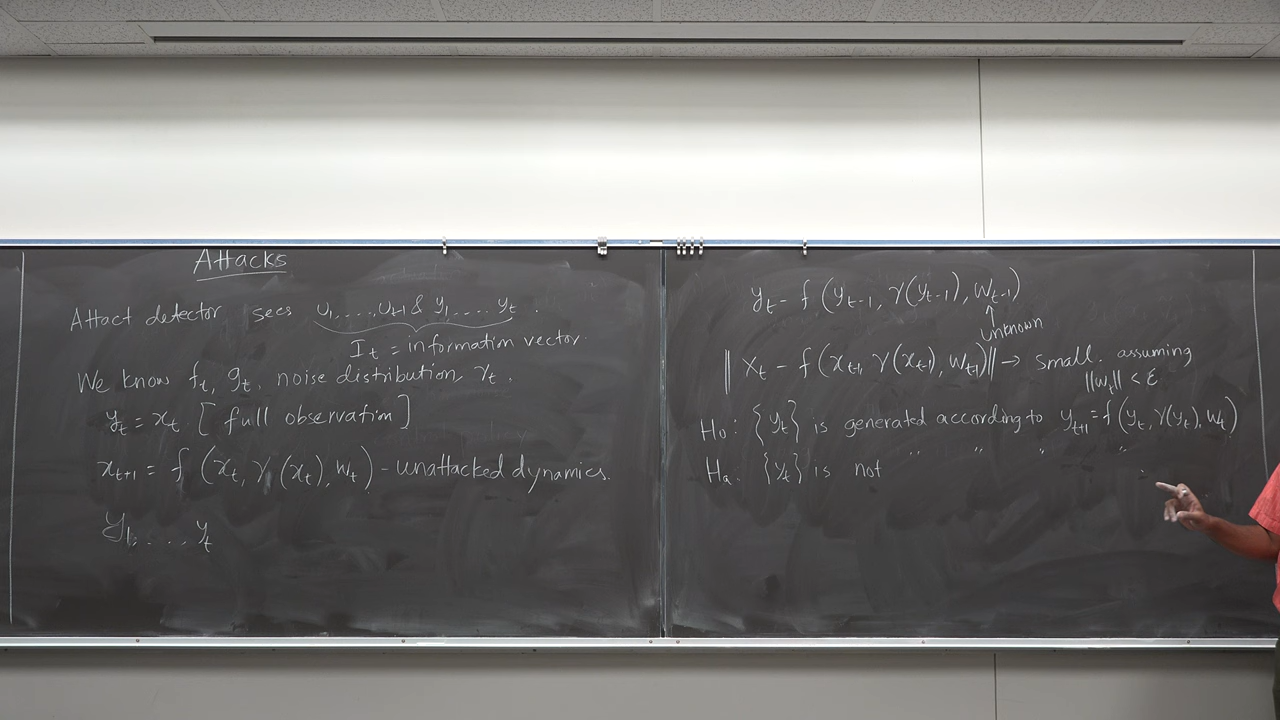 Attacks
Attact detector sees u₁,....,uₜ₊₁ & y₁,.... yₜ .
Iₜ = information vector.
We know fₜ, gₜ, noise distribution, γₜ.
yₜ = xₜ [full observation]
xₜ₊₁ = f (xₜ, γ (xₜ), wₜ) - unattacked dynamics.
y₁, . . . yₜ
yₜ - f (yₜ₋₁, γ(yₜ₋₁), wₜ₋₁)
↑
unknown
‖ xₜ - f (xₜ₋₁, γ(xₜ₋₁), wₜ₋₁)‖ → small. assuming
‖wₜ‖ < ε
H₀: {yₜ} is generated according to yₜ₊₁ = f (yₜ, γ(yₜ), wₜ)
Hₐ: {yₜ} is not " " " "